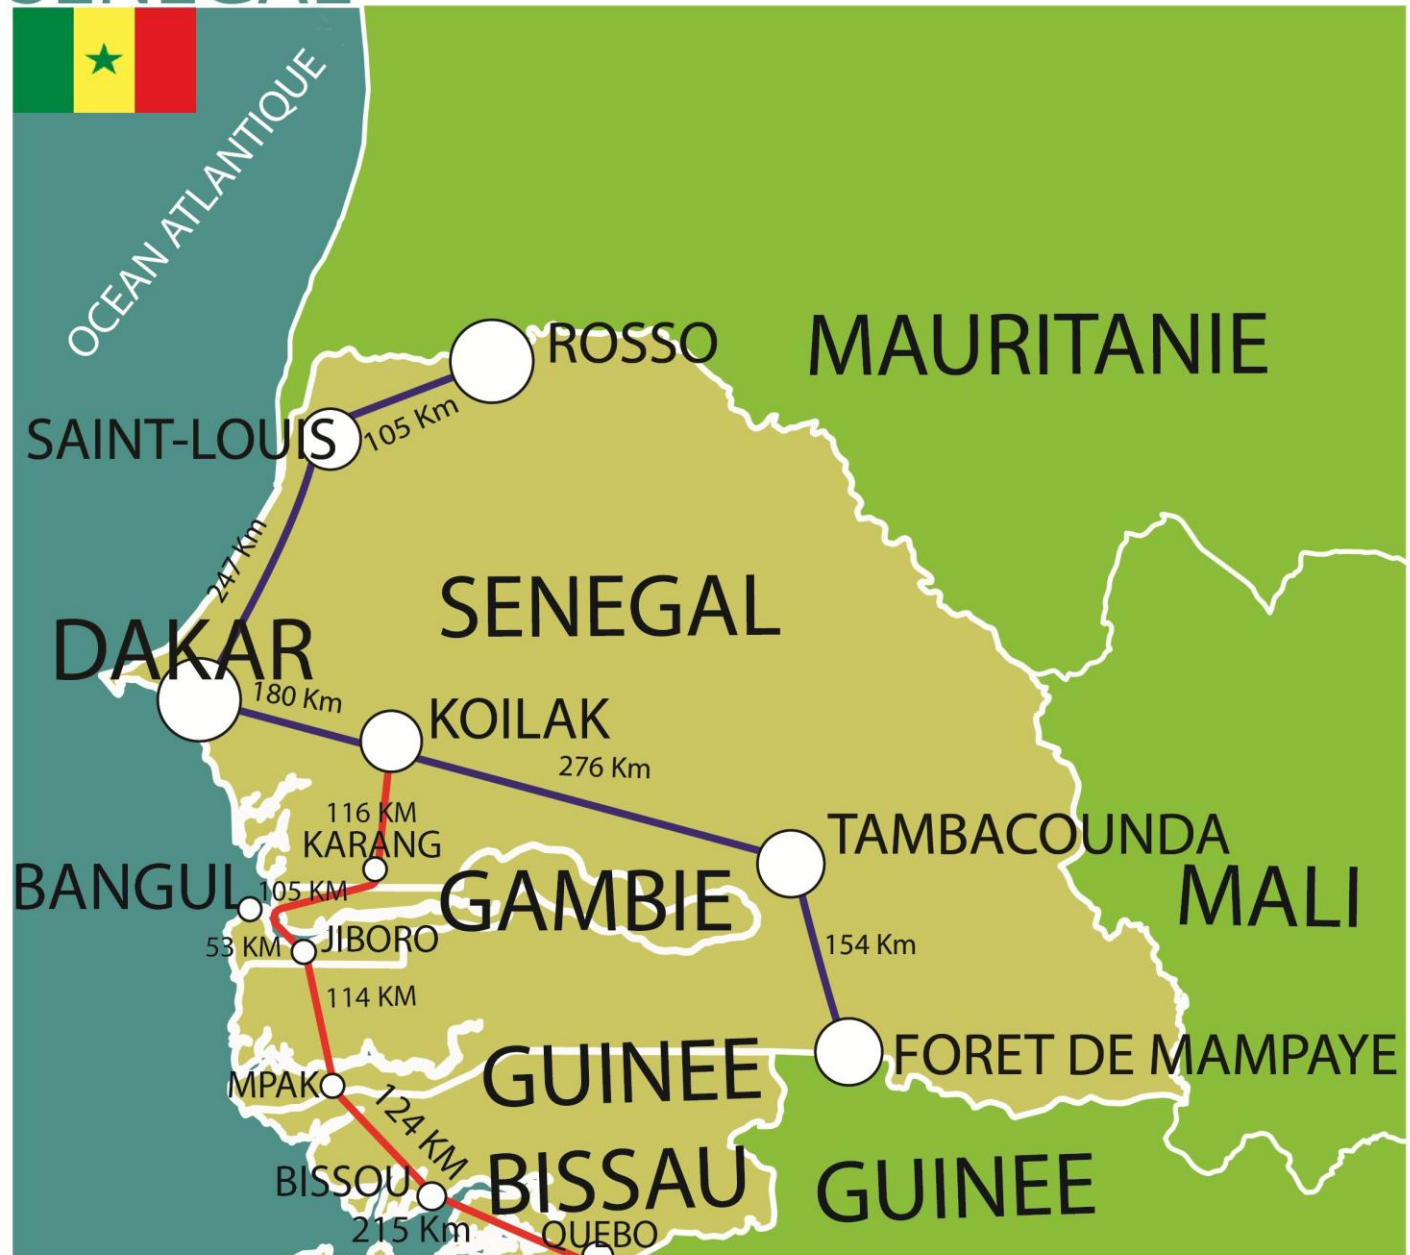 SENEGAL
OCEAN ATLANTIQUE
ROSSO
MAURITANIE
SAINT-LOUIS
105 Km
247 Km
SENEGAL
DAKAR
180 Km
KOILAK
276 Km
116 KM
KARANG
TAMBACOUNDA
BANGUL
105 KM
GAMBIE
MALI
53 KM
JIBORO
154 Km
114 KM
GUINEE
FORET DE MAMPAYE
MPAK
124 KM
BISSOU
BISSAU
GUINEE
215 Km
QUEBO